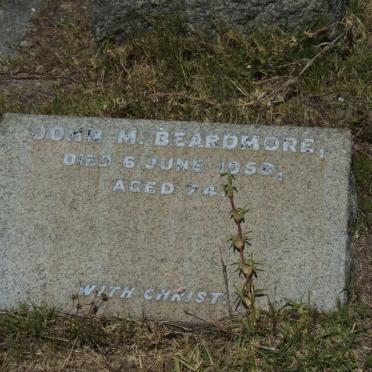 JOHN M. BEARDMORE,
DIED 6 JUNE 1950,
AGED 74.
WITH CHRIST